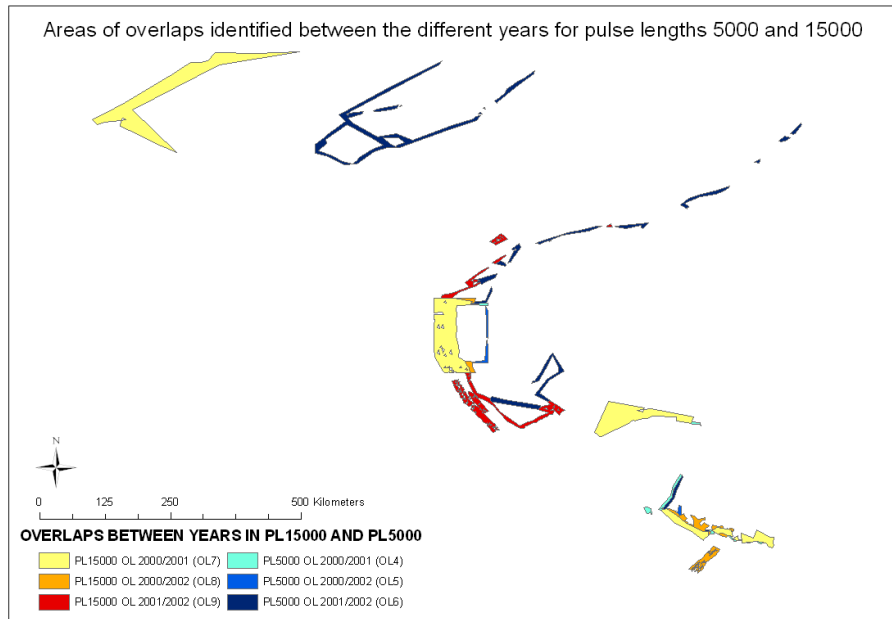 Areas of overlaps identified between the different years for pulse lengths 5000 and 15000
N
0 125 250 500 Kilometers
OVERLAPS BETWEEN YEARS IN PL15000 AND PL5000
PL15000 OL 2000/2001 (OL7) PL5000 OL 2000/2001 (OL4)
PL15000 OL 2000/2002 (OL8) PL5000 OL 2000/2002 (OL5)
PL15000 OL 2001/2002 (OL9) PL5000 OL 2001/2002 (OL6)